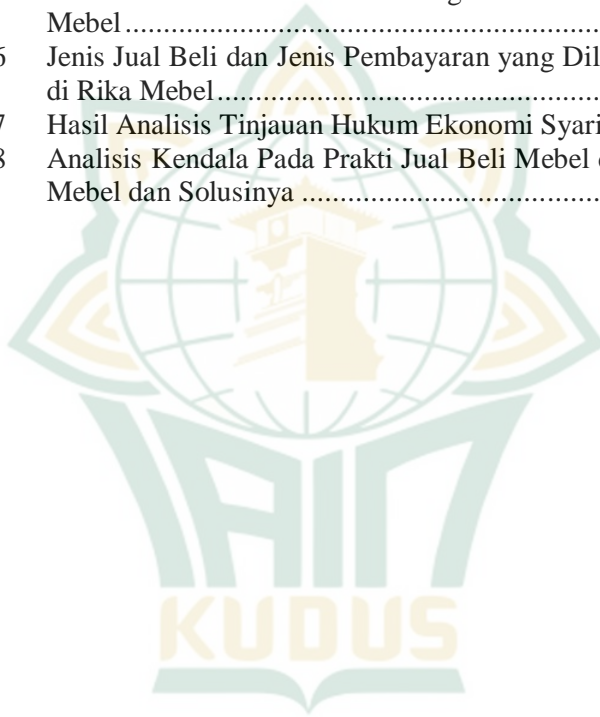 Mebel............................................................
6 Jenis Jual Beli dan Jenis Pembayaran yang Dil
di Rika Mebel.................................................
7 Hasil Analisis Tinjauan Hukum Ekonomi Syari
8 Analisis Kendala Pada Prakti Jual Beli Mebel
Mebel dan Solusinya ....................................
IAIN
KUDUS